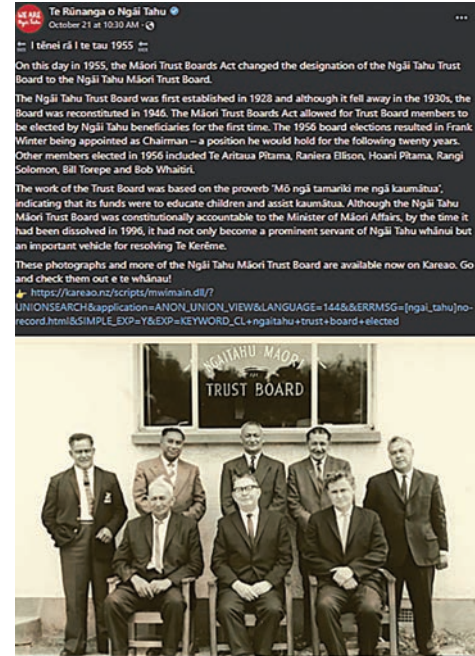 WE ARE
Ngāi Tahu
Te Rūnanga o Ngāi Tahu
October 21 at 10:30 AM ·
I tēnei rā I te tau 1955
On this day in 1955, the Māori Trust Boards Act changed the designation of the Ngāi Tahu Trust
Board to the Ngāi Tahu Māori Trust Board.
The Ngāi Tahu Trust Board was first established in 1928 and although it fell away in the 1930s, the
Board was reconstituted in 1946. The Māori Trust Boards Act allowed for Trust Board members to
be elected by Ngāi Tahu beneficiaries for the first time. The 1956 board elections resulted in Frank
Winter being appointed as Chairman – a position he would hold for the following twenty years.
Other members elected in 1956 included Te Aritaua Pītama, Raniera Ellison, Hoani Pītama, Rangi
Solomon, Bill Torepe and Bob Whaitiri.
The work of the Trust Board was based on the proverb 'Mō ngā tamariki me ngā kaumātua',
indicating that its funds were to educate children and assist kaumātua. Although the Ngāi Tahu
Māori Trust Board was constitutionally accountable to the Minister of Māori Affairs, by the time it
had been dissolved in 1996, it had not only become a prominent servant of Ngāi Tahu whānui but
an important vehicle for resolving Te Kerēme.
These photographs and more of the Ngāi Tahu Māori Trust Board are available now on Kareao. Go
and check them out e te whānau!
https://kareao.nz/scripts/mwimain.dll/?
UNIONSEARCH&application=ANON_UNION_VIEW&LANGUAGE=144&&ERRMSG=[ngai_tahu]no-
record.html&SIMPLE_EXP=Y&EXP=KEYWORD_CL+ngaitahu+trust+board+elected
NGAITAHU MAORI
TRUST BOARD